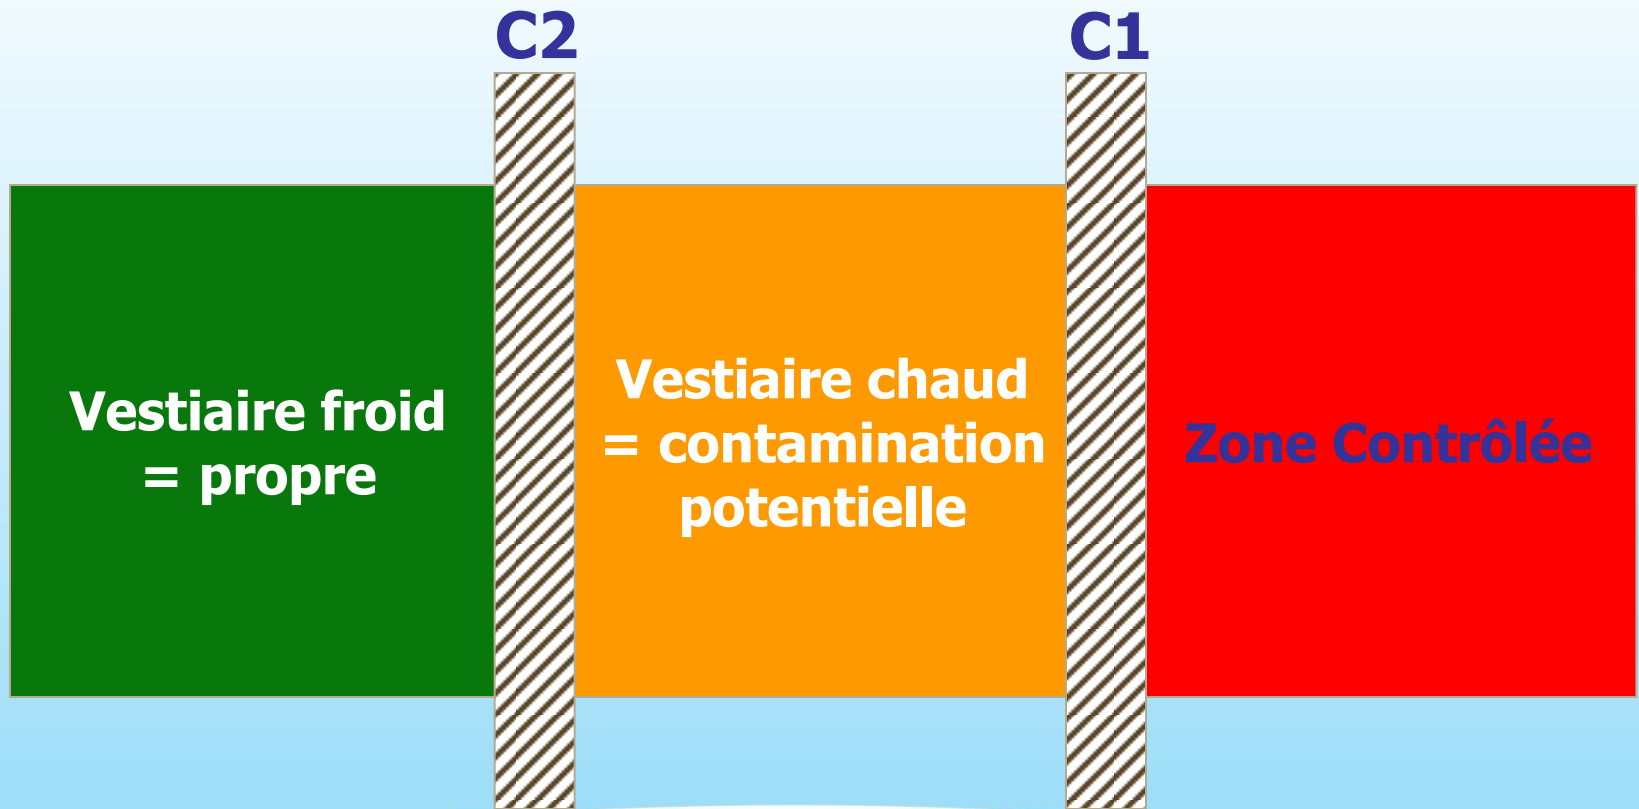 C2
C1
Vestiaire froid
= propre
Vestiaire chaud
= contamination
potentielle
Zone Contrôlée